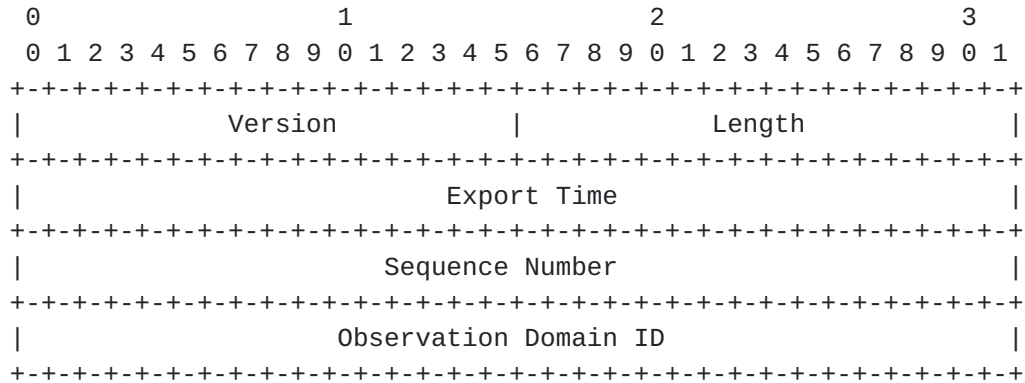 0                   1                   2                   3
 0 1 2 3 4 5 6 7 8 9 0 1 2 3 4 5 6 7 8 9 0 1 2 3 4 5 6 7 8 9 0 1
+-+-+-+-+-+-+-+-+-+-+-+-+-+-+-+-+-+-+-+-+-+-+-+-+-+-+-+-+-+-+-+-+
|             Version           |            Length             |
+-+-+-+-+-+-+-+-+-+-+-+-+-+-+-+-+-+-+-+-+-+-+-+-+-+-+-+-+-+-+-+-+
|                           Export Time                         |
+-+-+-+-+-+-+-+-+-+-+-+-+-+-+-+-+-+-+-+-+-+-+-+-+-+-+-+-+-+-+-+-+
|                       Sequence Number                         |
+-+-+-+-+-+-+-+-+-+-+-+-+-+-+-+-+-+-+-+-+-+-+-+-+-+-+-+-+-+-+-+-+
|                    Observation Domain ID                      |
+-+-+-+-+-+-+-+-+-+-+-+-+-+-+-+-+-+-+-+-+-+-+-+-+-+-+-+-+-+-+-+-+